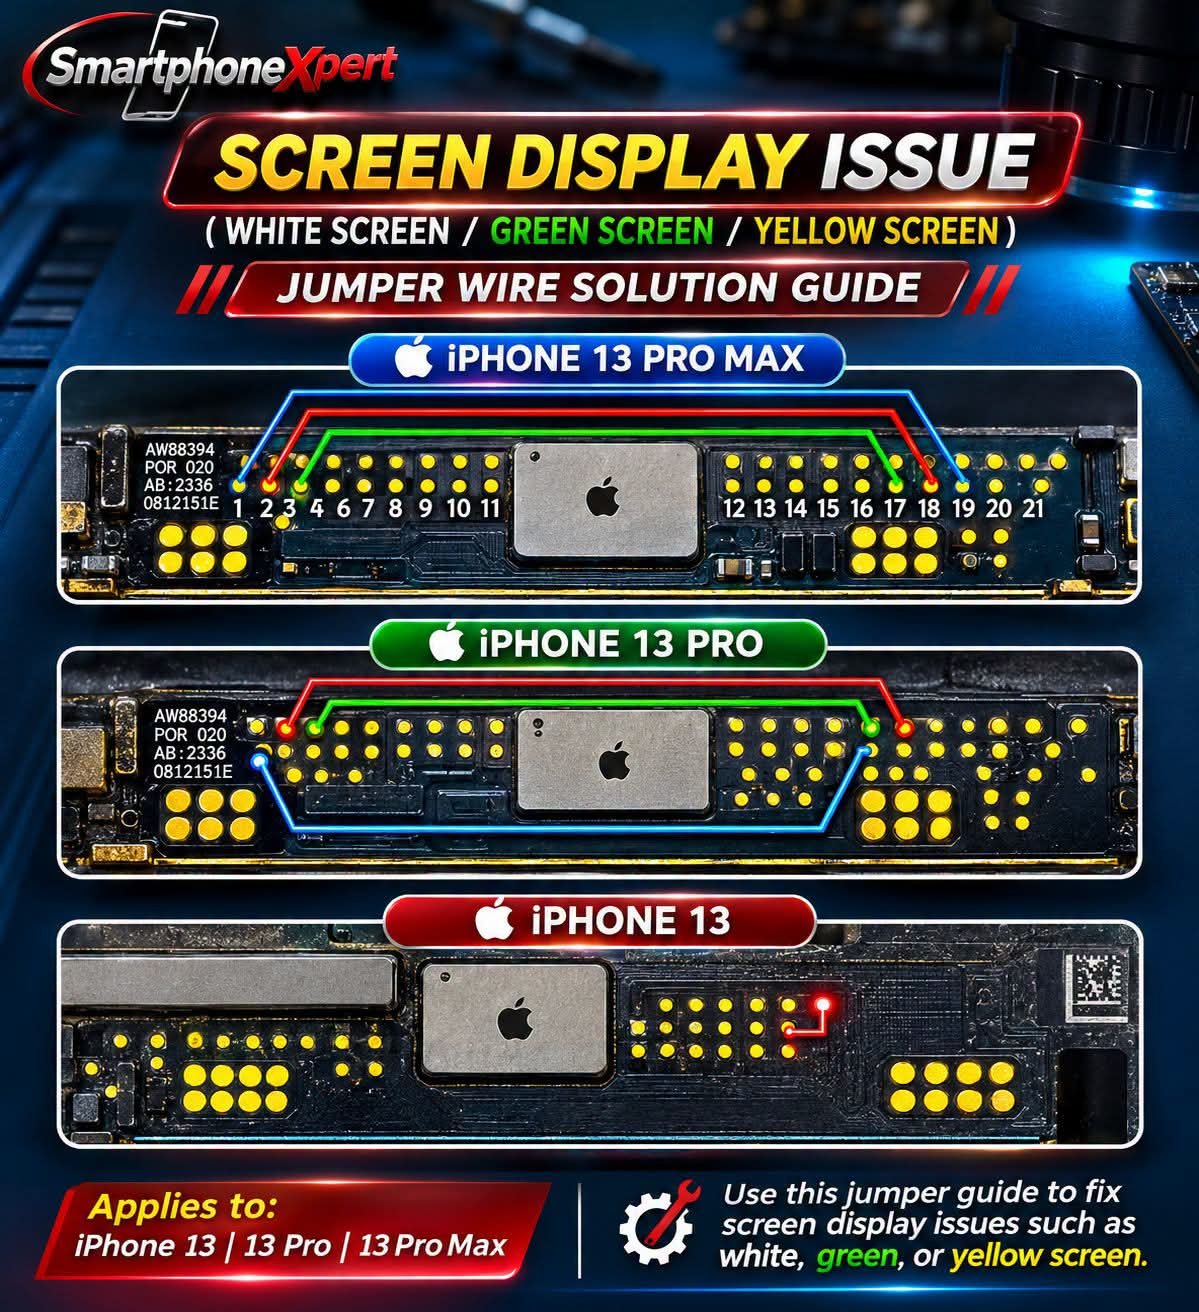 SmartphoneXpert
SCREEN DISPLAY ISSUE
( WHITE SCREEN / GREEN SCREEN / YELLOW SCREEN )
JUMPER WIRE SOLUTION GUIDE
iPHONE 13 PRO MAX
AW88394
POR 020
AB:2336
0812151E
1 2 3 4 6 7 8 9 10 11 12 13 14 15 16 17 18 19 20 21
iPHONE 13 PRO
AW88394
POR 020
AB:2336
0812151E
iPHONE 13
Applies to:
iPhone 13 | 13 Pro | 13 Pro Max
Use this jumper guide to fix
screen display issues such as
white, green, or yellow screen.